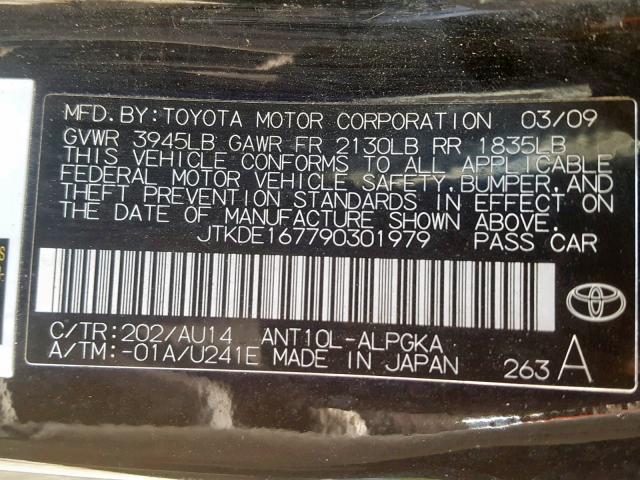 MFD. BY: TOYOTA MOTOR CORPORATION 03/09
GVWR 3945LB GAWR FR 2130LB RR 1835LB
THIS VEHICLE CONFORMS TO ALL APPLICABLE
FEDERAL MOTOR VEHICLE SAFETY, BUMPER, AND
THEFT PREVENTION STANDARDS IN EFFECT ON
THE DATE OF MANUFACTURE SHOWN ABOVE.
JTKDE167790301979 PASS CAR
C/TR: 202/AU14 ANT10L-ALPGKA
A/TM: -01A/U241E MADE IN JAPAN 263 A